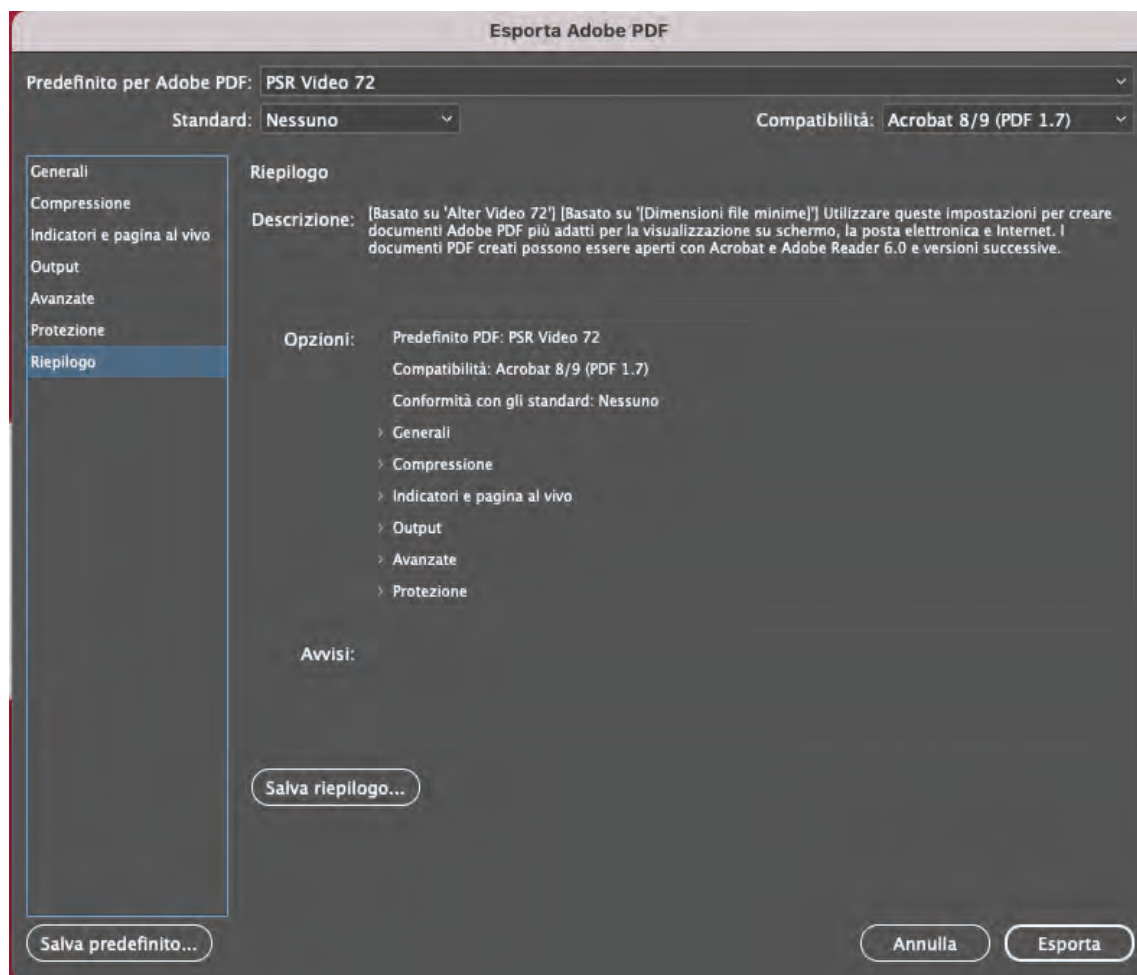 Esporta Adobe PDF
Predefinito per Adobe PDF: PSR Video 72
Standard: Nessuno
Compatibilità: Acrobat 8/9 (PDF 1.7)
Generali
Compressione
Indicatori e pagina al vivo
Output
Avanzate
Protezione
Riepilogo
Riepilogo
Descrizione: [Basato su 'Alter Video 72'] [Basato su '[Dimensioni file minime]'] Utilizzare queste impostazioni per creare
documenti Adobe PDF più adatti per la visualizzazione su schermo, la posta elettronica e Internet. I
documenti PDF creati possono essere aperti con Acrobat e Adobe Reader 6.0 e versioni successive.
Opzioni: Predefinito PDF: PSR Video 72
Compatibilità: Acrobat 8/9 (PDF 1.7)
Conformità con gli standard: Nessuno
Generali
Compressione
Indicatori e pagina al vivo
Output
Avanzate
Protezione
Avvisi:
Salva riepilogo...
Salva predefinito...
Annulla
Esporta